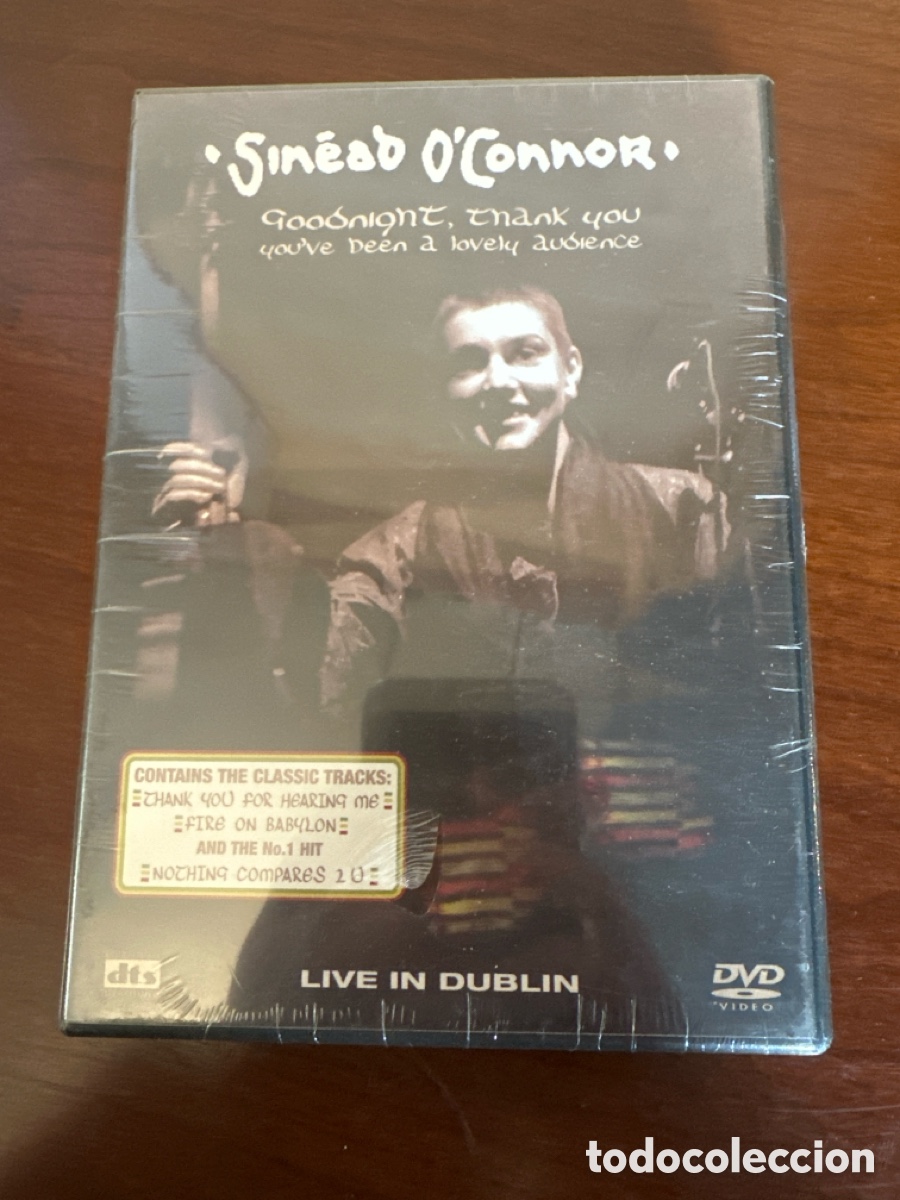 ·SINÉAD O'CONNOR·
GOODNIGHT, THANK YOU
you've been a lovely audience
CONTAINS THE CLASSIC TRACKS:
THANK YOU FOR HEARING ME
FIRE ON BABYLON
AND THE No.1 HIT
NOTHING COMPARES 2 U
dts
LIVE IN DUBLIN
DVD
VIDEO
todocoleccion